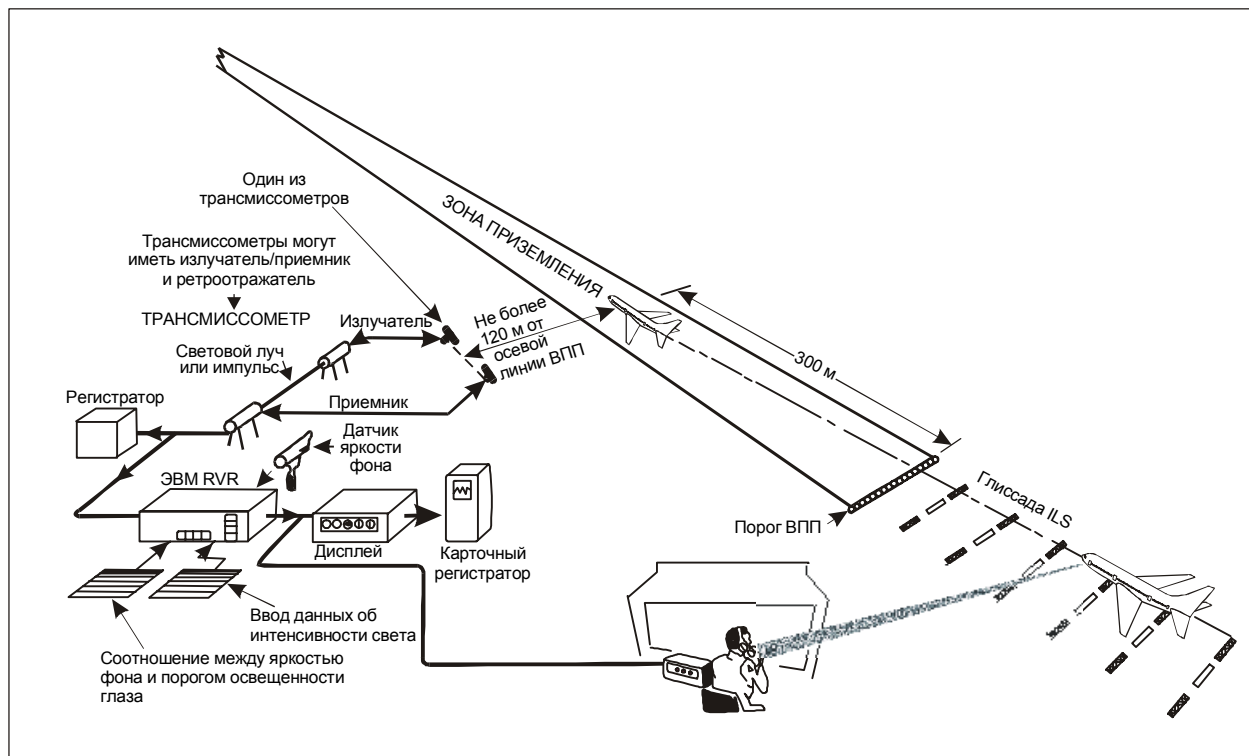 Один из
трансмиссометров
Трансмиссометры могут
иметь излучатель/приемник
и ретроотражатель
ТРАНСМИССОМЕТР
Излучатель
Световой луч
или импульс
Не более
120 м от
осевой
линии ВПП
ЗОНА ПРИЗЕМЛЕНИЯ
300 м
Регистратор
Приемник
Датчик
яркости
фона
ЭВМ RVR
Дисплей
Карточный
регистратор
Порог ВПП
Глиссада ILS
Ввод данных об
интенсивности света
Соотношение между яркостью
фона и порогом освещенности
глаза